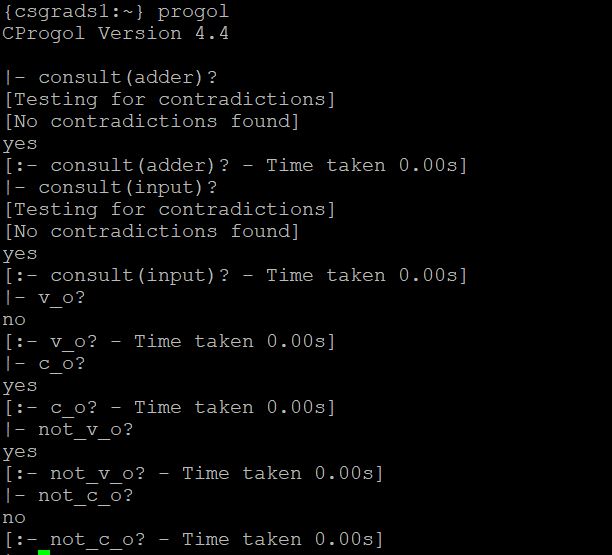 {csgrads1:~} progol
CProgol Version 4.4
|- consult(adder)?
[Testing for contradictions]
[No contradictions found]
yes
[:- consult(adder)? - Time taken 0.00s]
|- consult(input)?
[Testing for contradictions]
[No contradictions found]
yes
[:- consult(input)? - Time taken 0.00s]
|- v_o?
no
[:- v_o? - Time taken 0.00s]
|- c_o?
yes
[:- c_o? - Time taken 0.00s]
|- not_v_o?
yes
[:- not_v_o? - Time taken 0.00s]
|- not_c_o?
no
[:- not_c_o? - Time taken 0.00s]